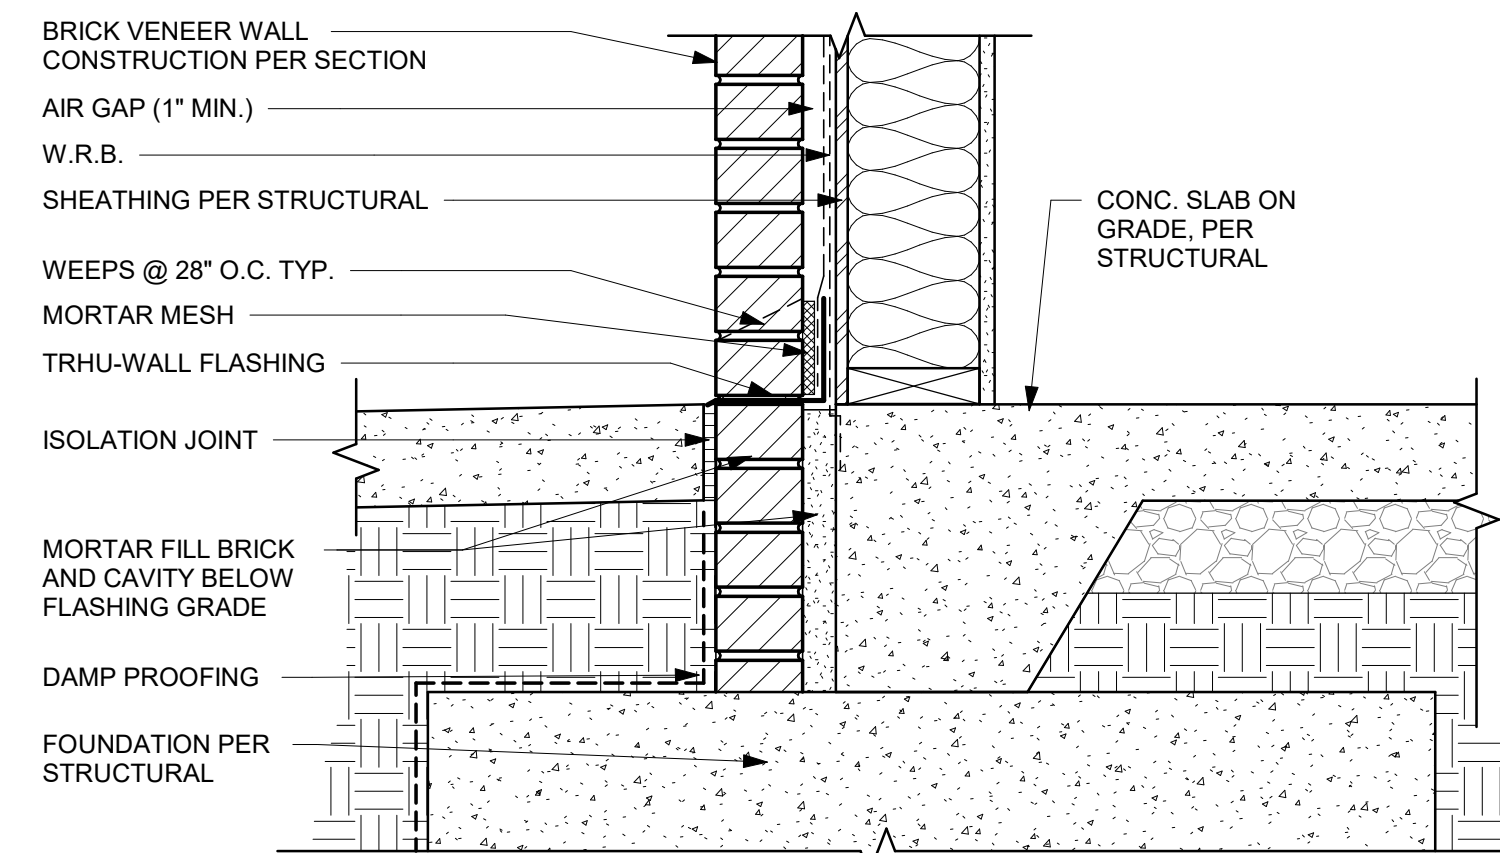 BRICK VENEER WALL
CONSTRUCTION PER SECTION
AIR GAP (1" MIN.)
W.R.B.
SHEATHING PER STRUCTURAL
WEEPS @ 28" O.C. TYP.
MORTAR MESH
TRHU-WALL FLASHING
ISOLATION JOINT
MORTAR FILL BRICK
AND CAVITY BELOW
FLASHING GRADE
DAMP PROOFING
FOUNDATION PER
STRUCTURAL
CONC. SLAB ON
GRADE, PER
STRUCTURAL